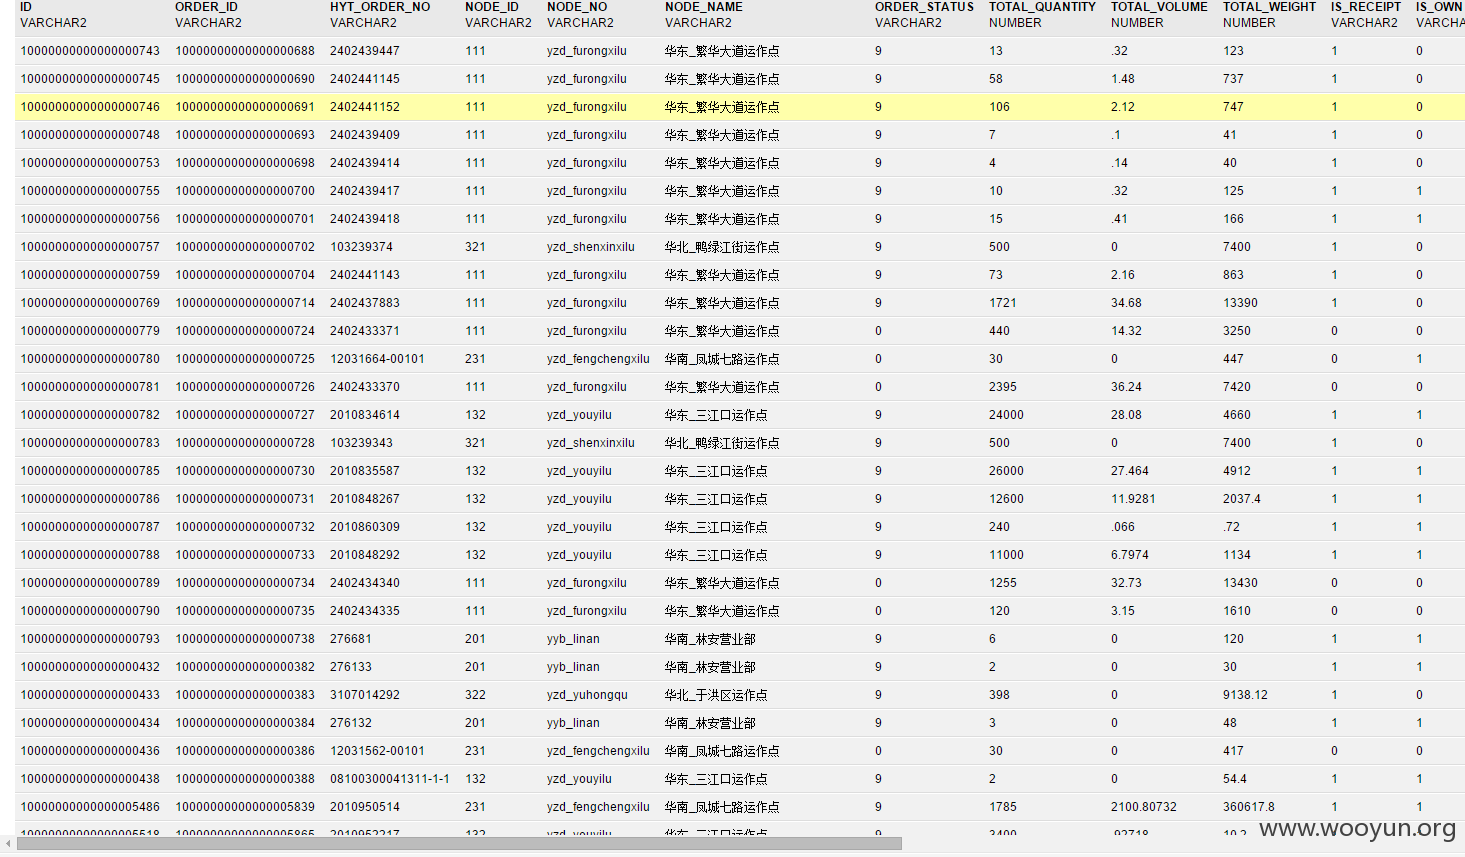 ID ORDER_ID HYT_ORDER_NO NODE_ID NODE_NO NODE_NAME ORDER_STATUS TOTAL_QUANTITY TOTAL_VOLUME TOTAL_WEIGHT IS_RECEIPT IS_OWN
VARCHAR2 VARCHAR2 VARCHAR2 VARCHAR2 VARCHAR2 VARCHAR2 VARCHAR2 NUMBER NUMBER NUMBER VARCHAR2 VARCHA
10000000000000000743 10000000000000000688 2402439447 111 yzd_furongxilu 华东_繁华大道运作点 9 13 .32 123 1 0
10000000000000000745 10000000000000000690 2402441145 111 yzd_furongxilu 华东_繁华大道运作点 9 58 1.48 737 1 0
10000000000000000746 10000000000000000691 2402441152 111 yzd_furongxilu 华东_繁华大道运作点 9 106 2.12 747 1 0
10000000000000000748 10000000000000000693 2402439409 111 yzd_furongxilu 华东_繁华大道运作点 9 7 .1 41 1 0
10000000000000000753 10000000000000000698 2402439414 111 yzd_furongxilu 华东_繁华大道运作点 9 4 .14 40 1 0
10000000000000000755 10000000000000000700 2402439417 111 yzd_furongxilu 华东_繁华大道运作点 9 10 .32 125 1 1
10000000000000000756 10000000000000000701 2402439418 111 yzd_furongxilu 华东_繁华大道运作点 9 15 .41 166 1 1
10000000000000000757 10000000000000000702 103239374 321 yzd_shenxinxilu 华北_鸭绿江街运作点 9 500 0 7400 1 0
10000000000000000759 10000000000000000704 2402441143 111 yzd_furongxilu 华东_繁华大道运作点 9 73 2.16 863 1 0
10000000000000000769 10000000000000000714 2402437883 111 yzd_furongxilu 华东_繁华大道运作点 9 1721 34.68 13390 1 0
10000000000000000779 10000000000000000724 2402433371 111 yzd_furongxilu 华东_繁华大道运作点 0 440 14.32 3250 0 0
10000000000000000780 10000000000000000725 12031664-00101 231 yzd_fengchengxilu 华南_凤城七路运作点 0 30 0 447 0 1
10000000000000000781 10000000000000000726 2402433370 111 yzd_furongxilu 华东_繁华大道运作点 0 2395 36.24 7420 0 0
10000000000000000782 10000000000000000727 2010834614 132 yzd_youyilu 华东_三江口运作点 9 24000 28.08 4660 1 1
10000000000000000783 10000000000000000728 103239343 321 yzd_shenxinxilu 华北_鸭绿江街运作点 9 500 0 7400 1 0
10000000000000000785 10000000000000000730 2010835587 132 yzd_youyilu 华东_三江口运作点 9 26000 27.464 4912 1 1
10000000000000000786 10000000000000000731 2010848267 132 yzd_youyilu 华东_三江口运作点 9 12600 11.9281 2037.4 1 1
10000000000000000787 10000000000000000732 2010860309 132 yzd_youyilu 华东_三江口运作点 9 240 .066 .72 1 1
10000000000000000788 10000000000000000733 2010848292 132 yzd_youyilu 华东_三江口运作点 9 11000 6.7974 1134 1 1
10000000000000000789 10000000000000000734 2402434340 111 yzd_furongxilu 华东_繁华大道运作点 0 1255 32.73 13430 0 0
10000000000000000790 10000000000000000735 2402434335 111 yzd_furongxilu 华东_繁华大道运作点 0 120 3.15 1610 0 0
10000000000000000793 10000000000000000738 276681 201 yyb_linan 华南_林安营业部 9 6 0 120 1 1
10000000000000000432 10000000000000000382 276133 201 yyb_linan 华南_林安营业部 9 2 0 30 1 1
10000000000000000433 10000000000000000383 3107014292 322 yzd_yuhongqu 华北_于洪区运作点 9 398 0 9138.12 1 0
10000000000000000434 10000000000000000384 276132 201 yyb_linan 华南_林安营业部 9 3 0 48 1 1
10000000000000000436 10000000000000000386 12031562-00101 231 yzd_fengchengxilu 华南_凤城七路运作点 0 30 0 417 0 0
10000000000000000438 10000000000000000388 08100300041311-1-1 132 yzd_youyilu 华东_三江口运作点 9 2 0 54.4 1 1
10000000000000005486 10000000000000005839 2010950514 231 yzd_fengchengxilu 华南_凤城七路运作点 9 1785 2100.80732 360617.8 1 1
10000000000000005518 10000000000000005865 2010952217 132 yzd_youyilu 华东_三江口运作点 9 3400 .92718 10.2
www.wooyun.org